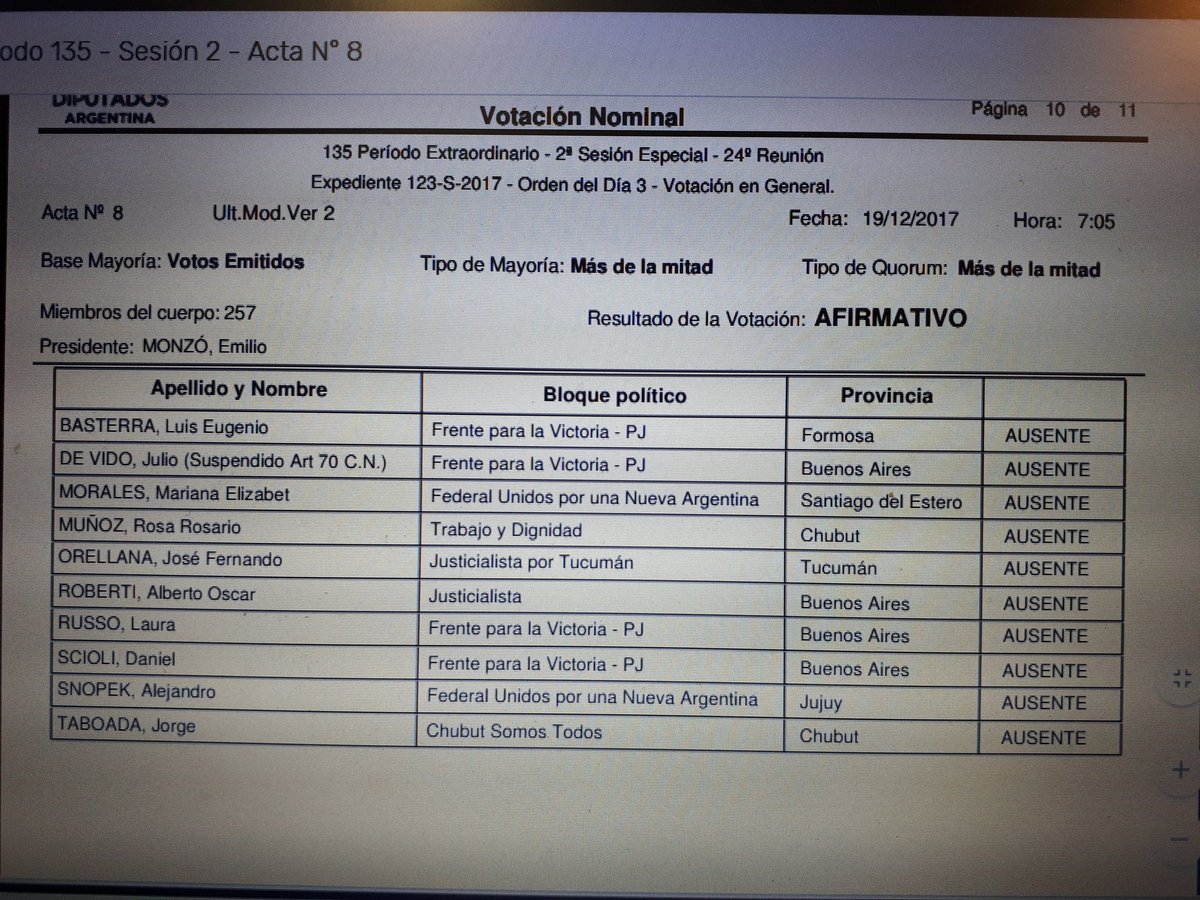 odo 135 - Sesión 2 - Acta N° 8
DIPUTADOS
ARGENTINA
Votación Nominal
Página 10 de 11
135 Período Extraordinario - 2ª Sesión Especial - 24º Reunión
Expediente 123-S-2017 - Orden del Día 3 - Votación en General.
Acta Nº 8 Ult.Mod.Ver 2 Fecha: 19/12/2017 Hora: 7:05
Base Mayoría: Votos Emitidos Tipo de Mayoría: Más de la mitad Tipo de Quorum: Más de la mitad
Miembros del cuerpo: 257 Resultado de la Votación: AFIRMATIVO
Presidente: MONZÓ, Emilio
Apellido y Nombre Bloque político Provincia
BASTERRA, Luis Eugenio Frente para la Victoria - PJ Formosa AUSENTE
DE VIDO, Julio (Suspendido Art 70 C.N.) Frente para la Victoria - PJ Buenos Aires AUSENTE
MORALES, Mariana Elizabet Federal Unidos por una Nueva Argentina Santiago del Estero AUSENTE
MUÑOZ, Rosa Rosario Trabajo y Dignidad Chubut AUSENTE
ORELLANA, José Fernando Justicialista por Tucumán Tucumán AUSENTE
ROBERTI, Alberto Oscar Justicialista Buenos Aires AUSENTE
RUSSO, Laura Frente para la Victoria - PJ Buenos Aires AUSENTE
SCIOLI, Daniel Frente para la Victoria - PJ Buenos Aires AUSENTE
SNOPEK, Alejandro Federal Unidos por una Nueva Argentina Jujuy AUSENTE
TABOADA, Jorge Chubut Somos Todos Chubut AUSENTE